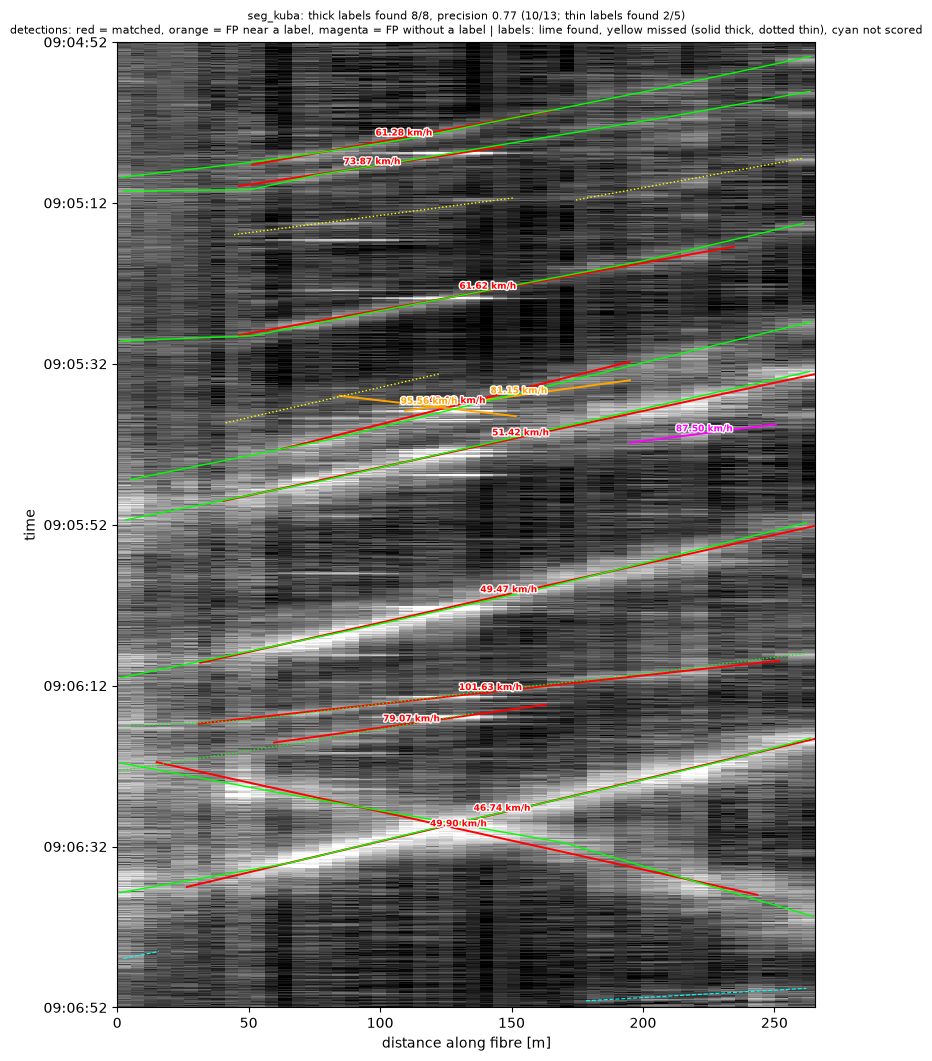 seg_kuba: thick labels found 8/8, precision 0.77 (10/13; thin labels found 2/5)
detections: red = matched, orange = FP near a label, magenta = FP without a label | labels: lime found, yellow missed (solid thick, dotted thin), cyan not scored
09:04:52
61.28 km/h
73.87 km/h
09:05:12
61.62 km/h
09:05:32
81.15 km/h
95.56 km/h
km/h
87.50 km/h
51.42 km/h
09:05:52
time
49.47 km/h
09:06:12
101.63 km/h
79.07 km/h
46.74 km/h
49.90 km/h
09:06:32
09:06:52
0 50 100 150 200 250
distance along fibre [m]